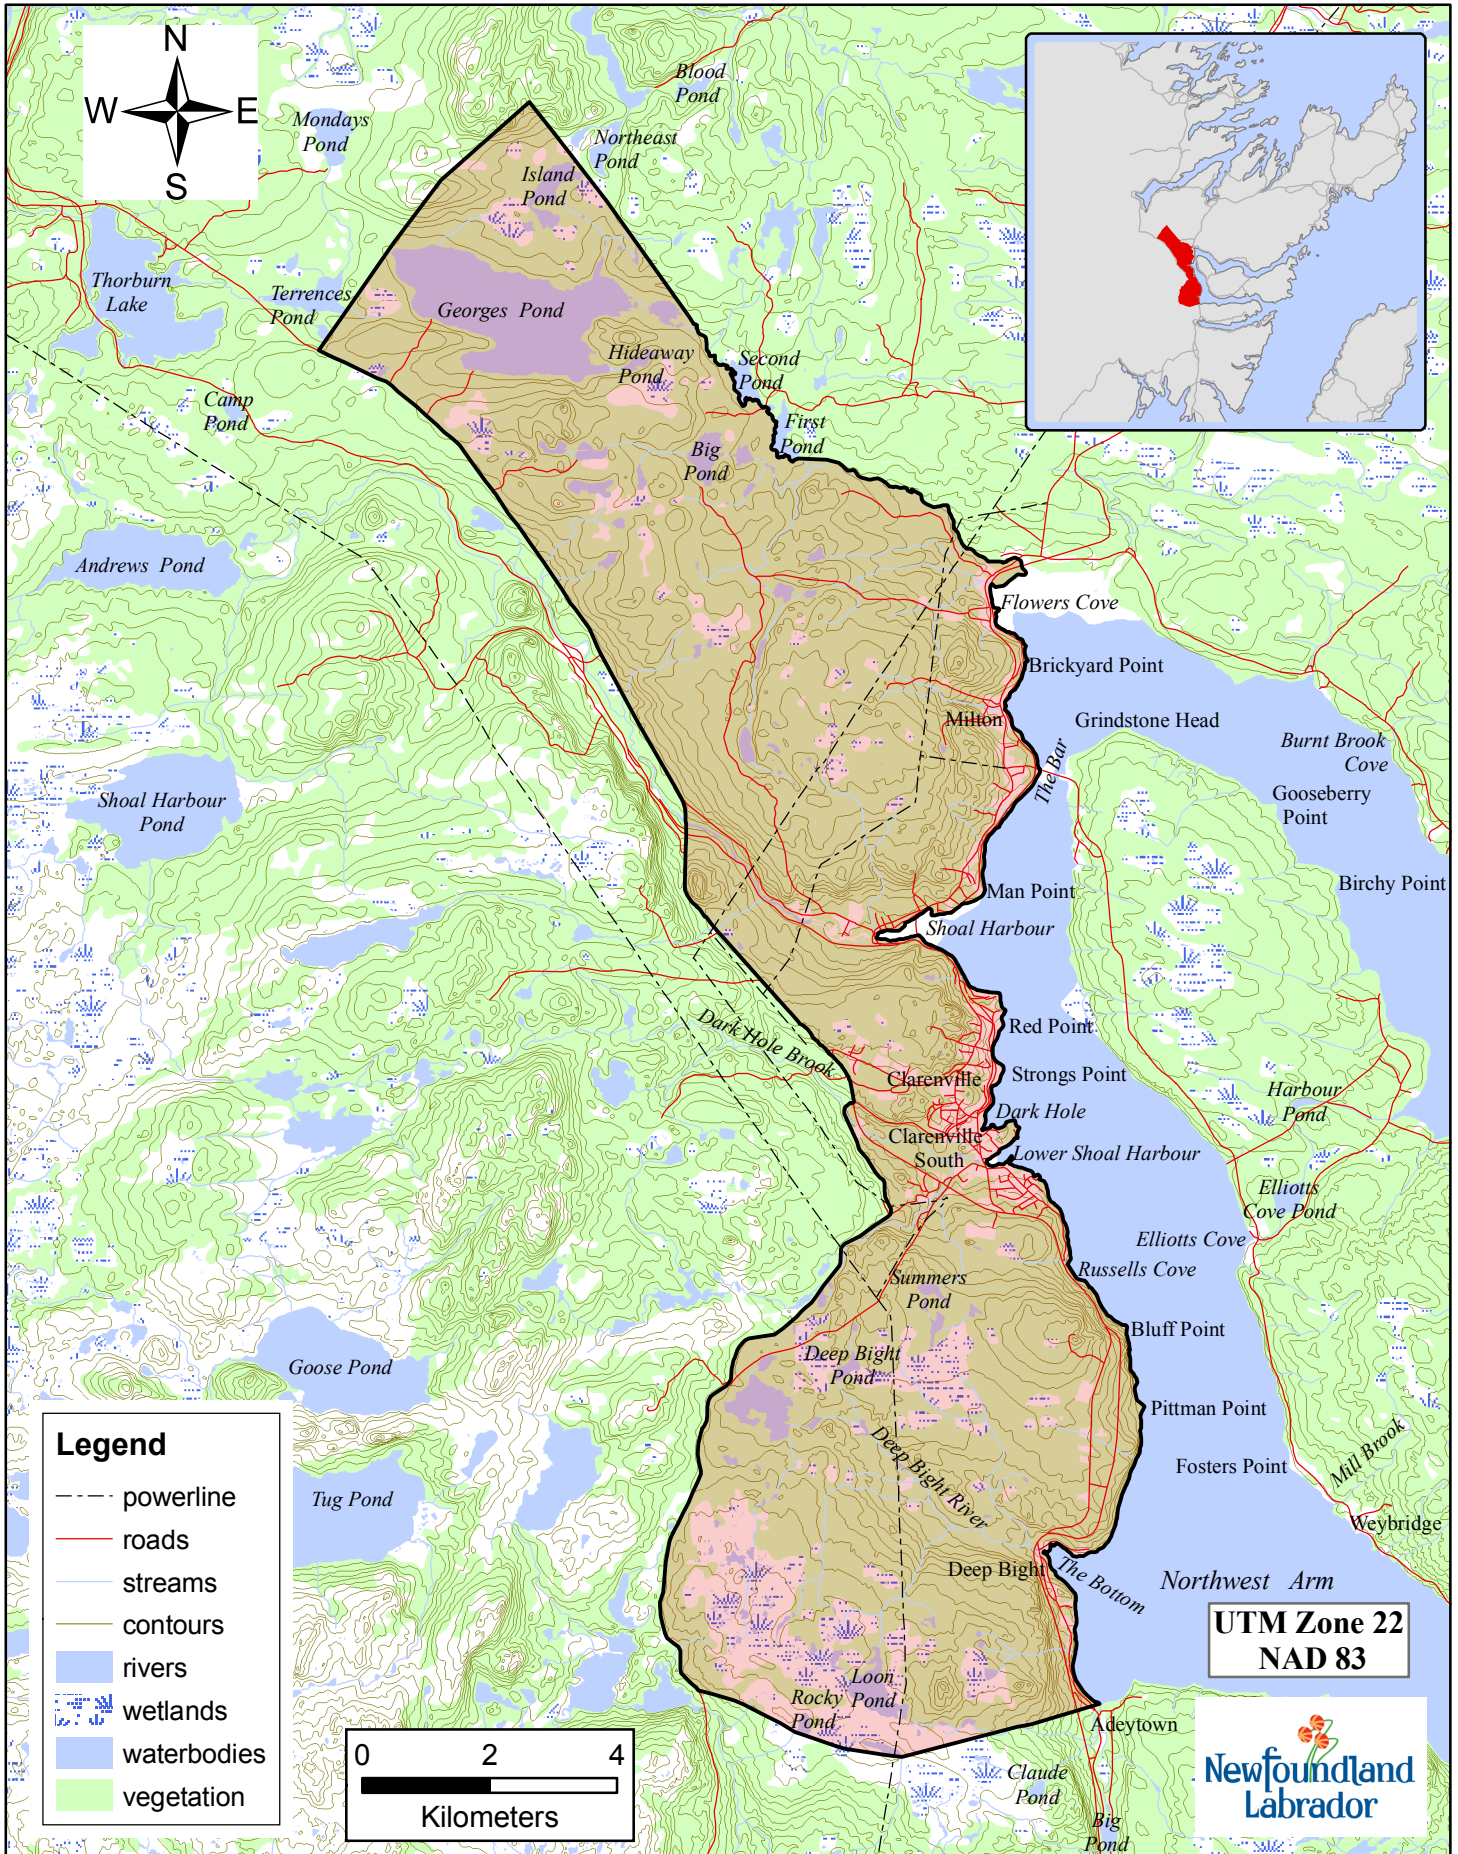 N
W E
S
Blood
Pond
Mondays
Pond
Northeast
Pond
Island
Pond
Thorburn
Lake
Terrences
Pond
Georges Pond
Hideaway
Pond
Second
Pond
Camp
Pond
First
Pond
Big
Pond
Andrews Pond
Flowers Cove
Brickyard Point
Milton
Grindstone Head
The Bar
Burnt Brook
Cove
Gooseberry
Point
Shoal Harbour
Pond
Man Point
Birchy Point
Shoal Harbour
Dark Hole Brook
Red Point
Clarenville
Strongs Point
Dark Hole
Harbour
Pond
Clarenville
South
Lower Shoal Harbour
Elliotts
Cove Pond
Elliotts Cove
Russells Cove
Summers
Pond
Bluff Point
Deep Bight
Pond
Goose Pond
Pittman Point
Deep Bight River
Fosters Point
Mill Brook
Tug Pond
Weybridge
Deep Bight
The Bottom
Northwest Arm
Loon
Pond
Rocky
Pond
Adeytown
Claude
Pond
Big
Pond
Legend
powerline
roads
streams
contours
rivers
wetlands
waterbodies
vegetation
0 2 4
Kilometers
UTM Zone 22
NAD 83
Newfoundland
Labrador